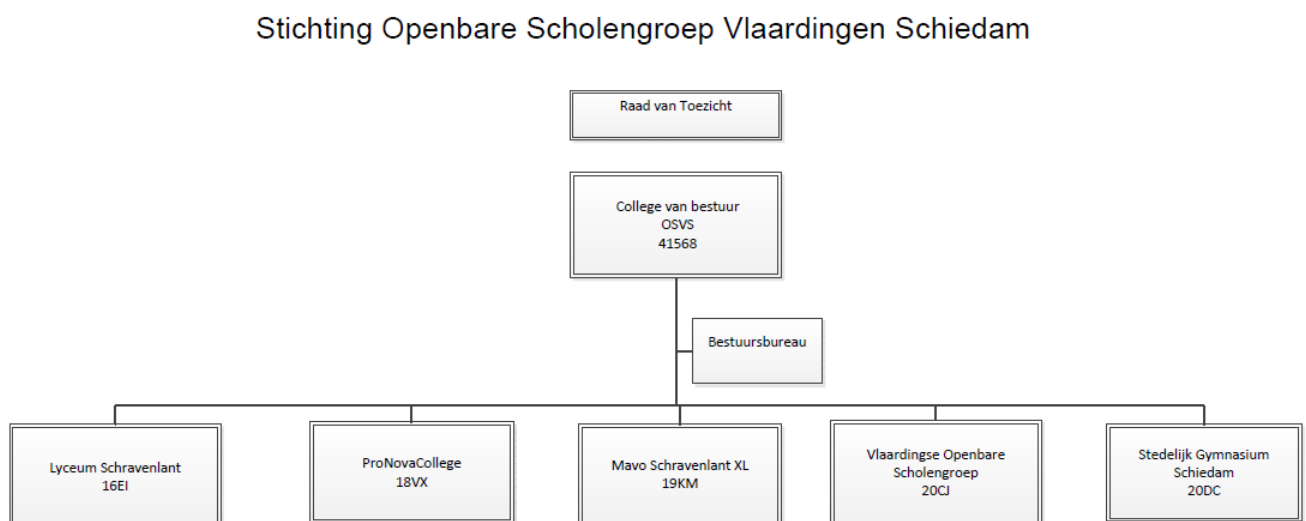 Stichting Openbare Scholengroep Vlaardingen Schiedam
Raad van Toezicht
College van bestuur
OSVS
41568
Bestuursbureau
Lyceum Schravenlant
16EI
ProNovaCollege
18VX
Mavo Schravenlant XL
19KM
Vlaardingse Openbare
Scholengroep
20CJ
Stedelijk Gymnasium
Schiedam
20DC